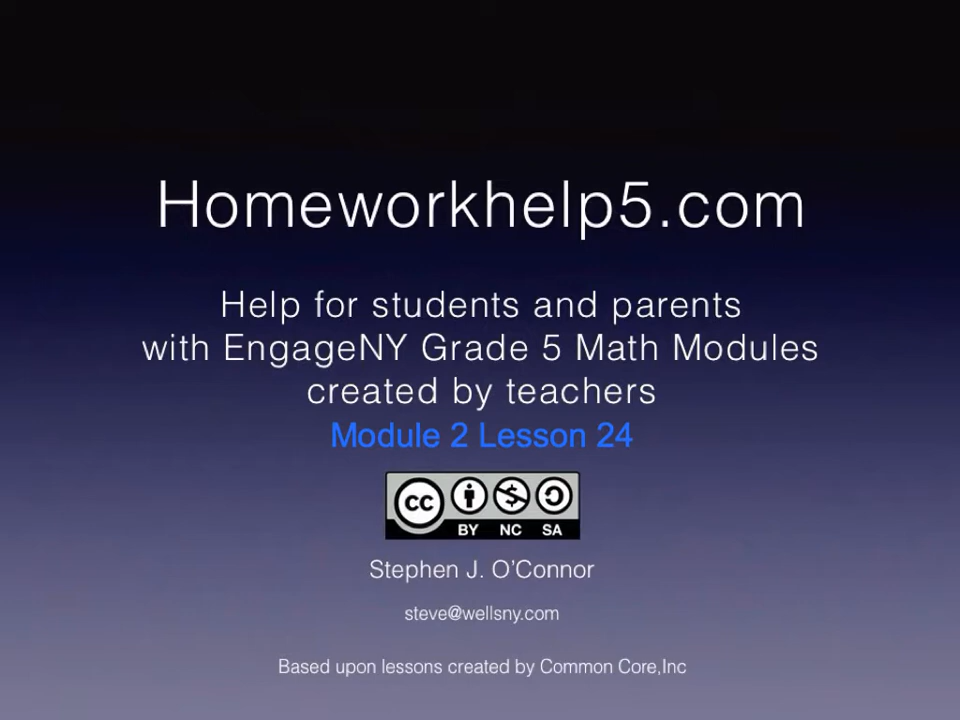 Homeworkhelp5.com
Help for students and parents
with EngageNY Grade 5 Math Modules
created by teachers
Module 2 Lesson 24
cc
BY NC SA
Stephen J. O'Connor
steve@wellsny.com
Based upon lessons created by Common Core,Inc